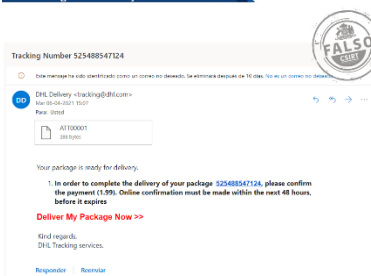 FALSO
CSIRT
Tracking Number 525488547124
Este mensaje ha sido identificado como un correo no deseado. Se eliminará después de 10 días. No es un correo no deseado
DD
DHL Delivery <tracking@dhl.com>
Mar 06-04-2021 15:07
Para: Usted
ATT00001
Your package is ready for delivery.
1. In order to complete the delivery of your package 525488547124, please confirm
the payment (1.99). Online confirmation must be made within the next 48 hours,
before it expires
Deliver My Package Now >>
Kind regards,
DHL Tracking services.
Responder
Reenviar